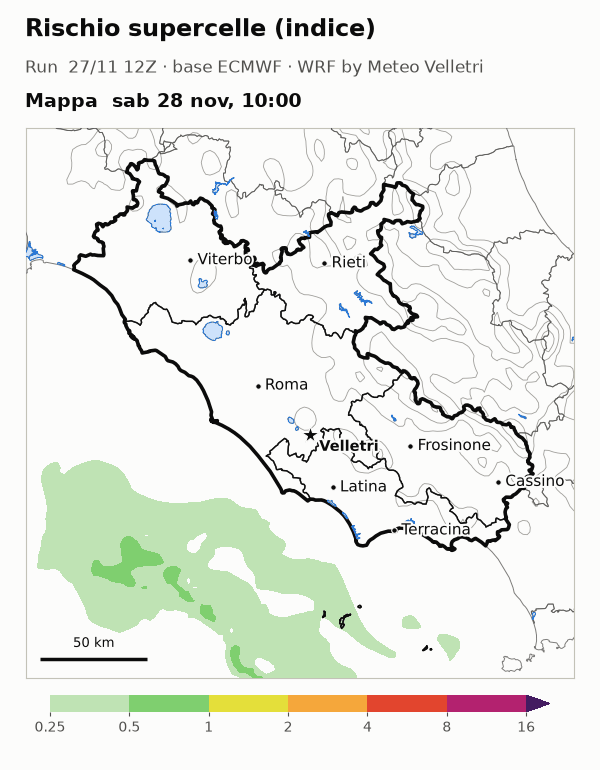 Rischio supercelle (indice)
Run  27/11 12Z · base ECMWF · WRF by Meteo Velletri
Mappa  sab 28 nov, 10:00
Viterbo
Rieti
Roma
Velletri
Frosinone
Latina
Cassino
Terracina
50 km
0.25 0.5 1 2 4 8 16